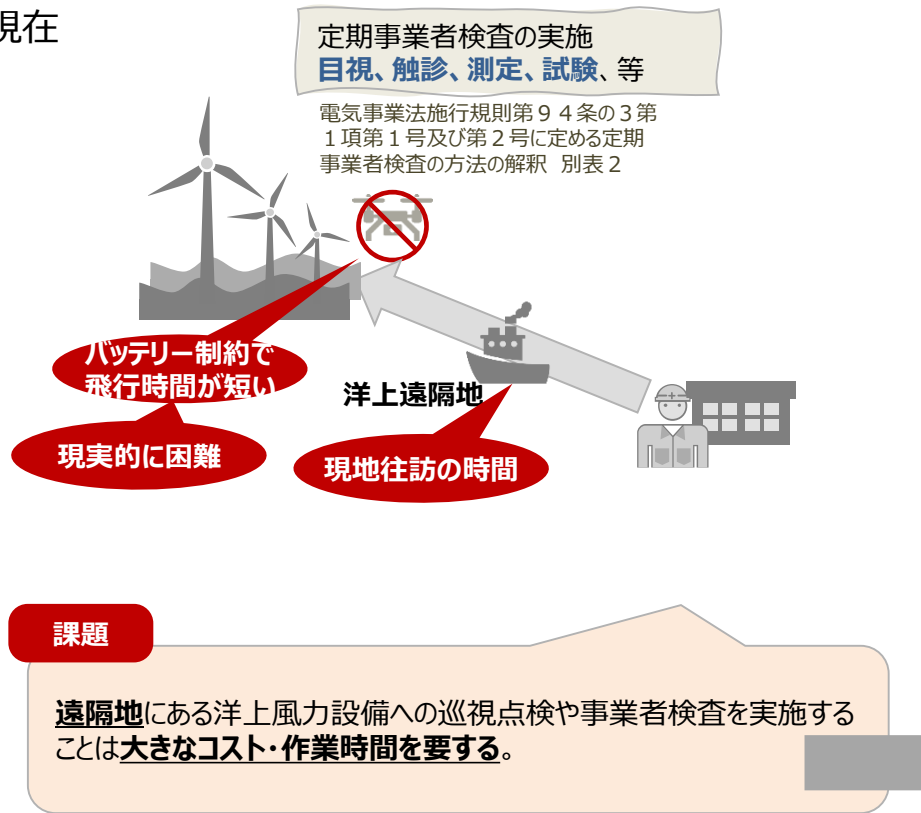 現在
定期事業者検査の実施
目視、触診、測定、試験、等
電気事業法施行規則第94条の3第
1項第1号及び第2号に定める定期
事業者検査の方法の解釈 別表2
バッテリー制約で
飛行時間が短い
洋上遠隔地
現実的に困難
現地往訪の時間
課題
遠隔地にある洋上風力設備への巡視点検や事業者検査を実施する
ことは大きなコスト・作業時間を要する。